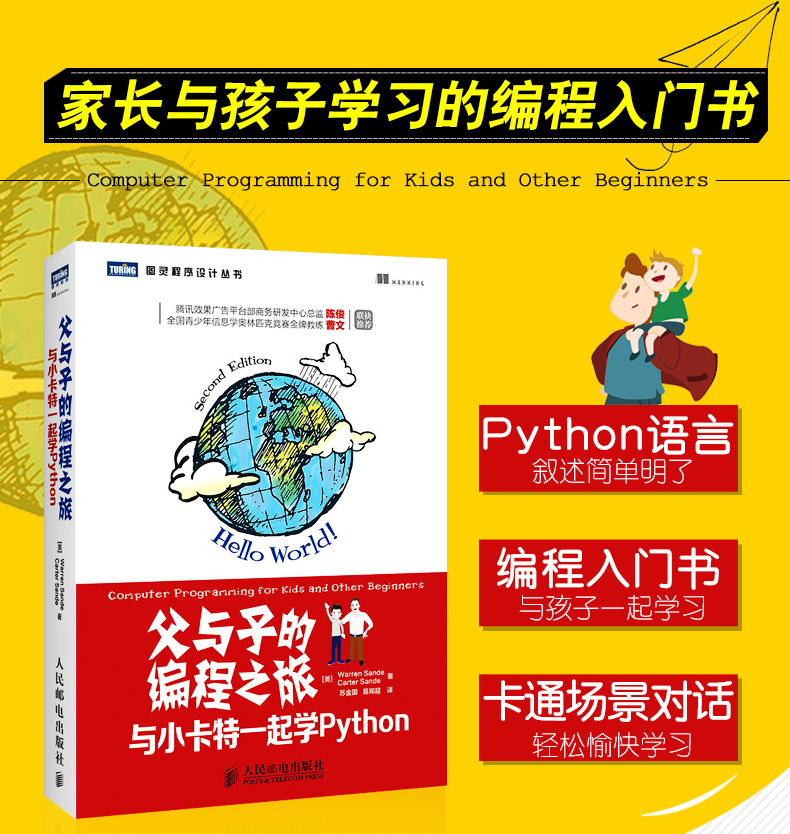 家长与孩子学习的编程入门书
Computer Programming for Kids and Other Beginners
TURING 图灵程序设计丛书
MANNING
腾讯效果广告平台部商务研发中心总监 陈俊
全国青少年信息学奥林匹克竞赛金牌教练 曹文
联袂
推荐
Second Edition
Hello World!
Computer Programming for Kids and Other Beginners
父与子的
编程之旅
与小卡特一起学Python
[美] Warren Sande
Carter Sande 著
苏金国 易郑超 译
人民邮电出版社
POSTS & TELECOM PRESS
父与子的编程之旅
与小卡特一起学Python
[美] Warren Sande
Carter Sande 著
人民邮电出版社
Python语言
叙述简单明了
编程入门书
与孩子一起学习
卡通场景对话
轻松愉快学习